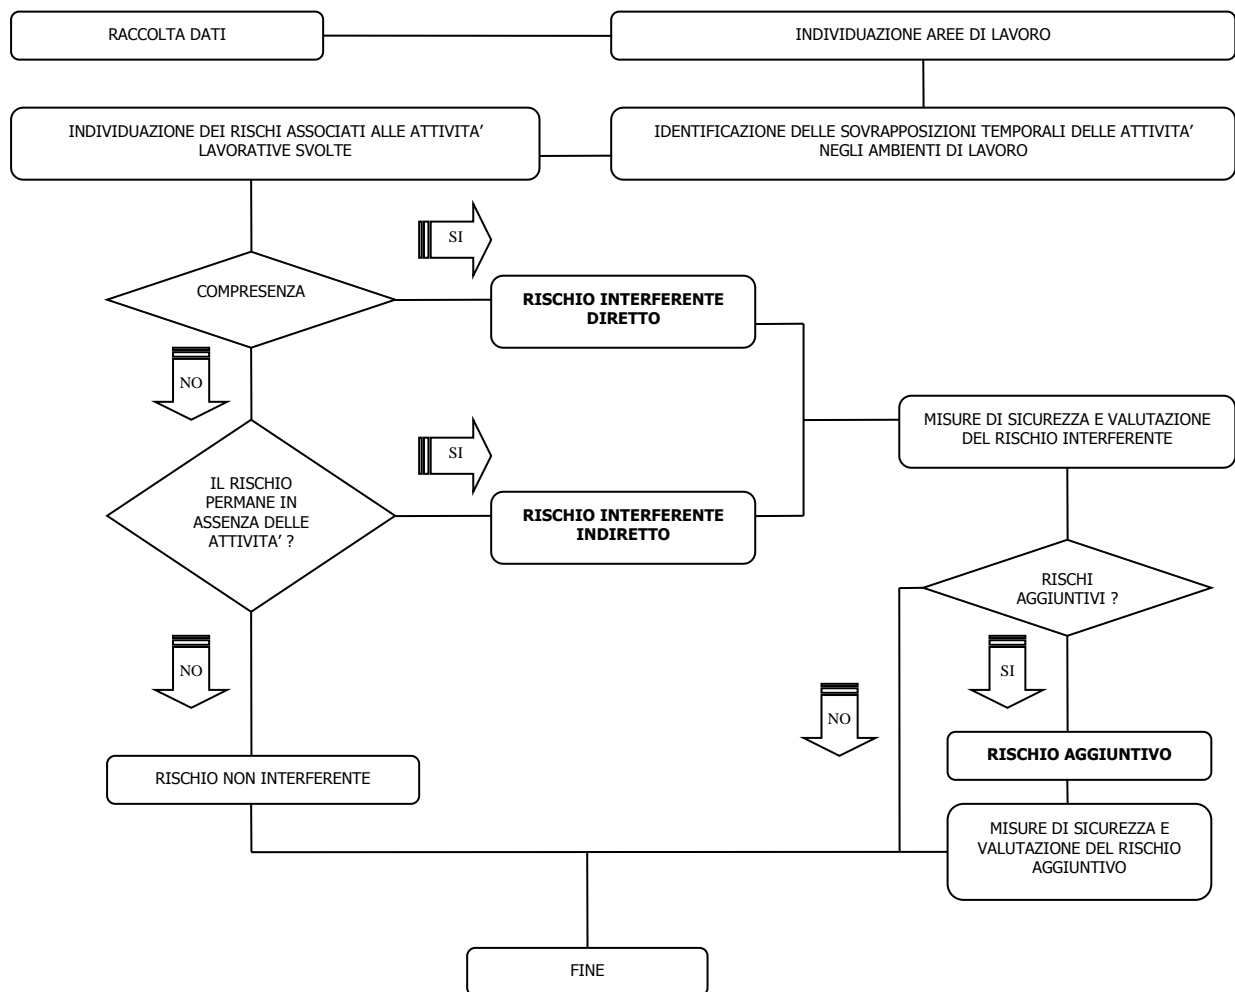 RACCOLTA DATI
INDIVIDUAZIONE AREE DI LAVORO
INDIVIDUAZIONE DEI RISCHI ASSOCIATI ALLE ATTIVITA’
LAVORATIVE SVOLTE
IDENTIFICAZIONE DELLE SOVRAPPOSIZIONI TEMPORALI DELLE ATTIVITA’
NEGLI AMBIENTI DI LAVORO
SI
COMPRESENZA
RISCHIO INTERFERENTE
DIRETTO
NO
SI
MISURE DI SICUREZZA E VALUTAZIONE
DEL RISCHIO INTERFERENTE
IL RISCHIO
PERMANE IN
ASSENZA DELLE
ATTIVITA’ ?
RISCHIO INTERFERENTE
INDIRETTO
RISCHI
AGGIUNTIVI ?
NO
SI
NO
RISCHIO NON INTERFERENTE
RISCHIO AGGIUNTIVO
MISURE DI SICUREZZA E
VALUTAZIONE DEL RISCHIO
AGGIUNTIVO
FINE